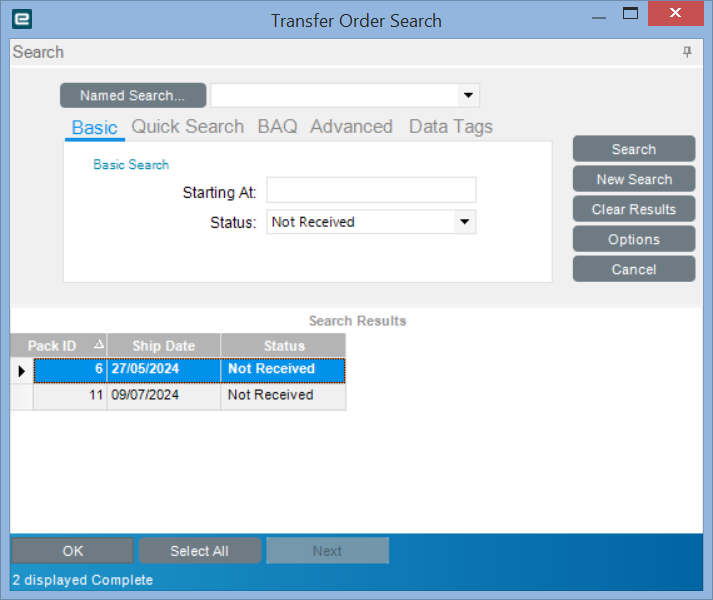 Transfer Order Search
Search
Named Search...
Basic Quick Search BAQ Advanced Data Tags
Basic Search
Starting At:
Status: Not Received
Search
New Search
Clear Results
Options
Cancel
Search Results
Pack ID Ship Date Status
6 27/05/2024 Not Received
11 09/07/2024 Not Received
OK Select All Next
2 displayed Complete